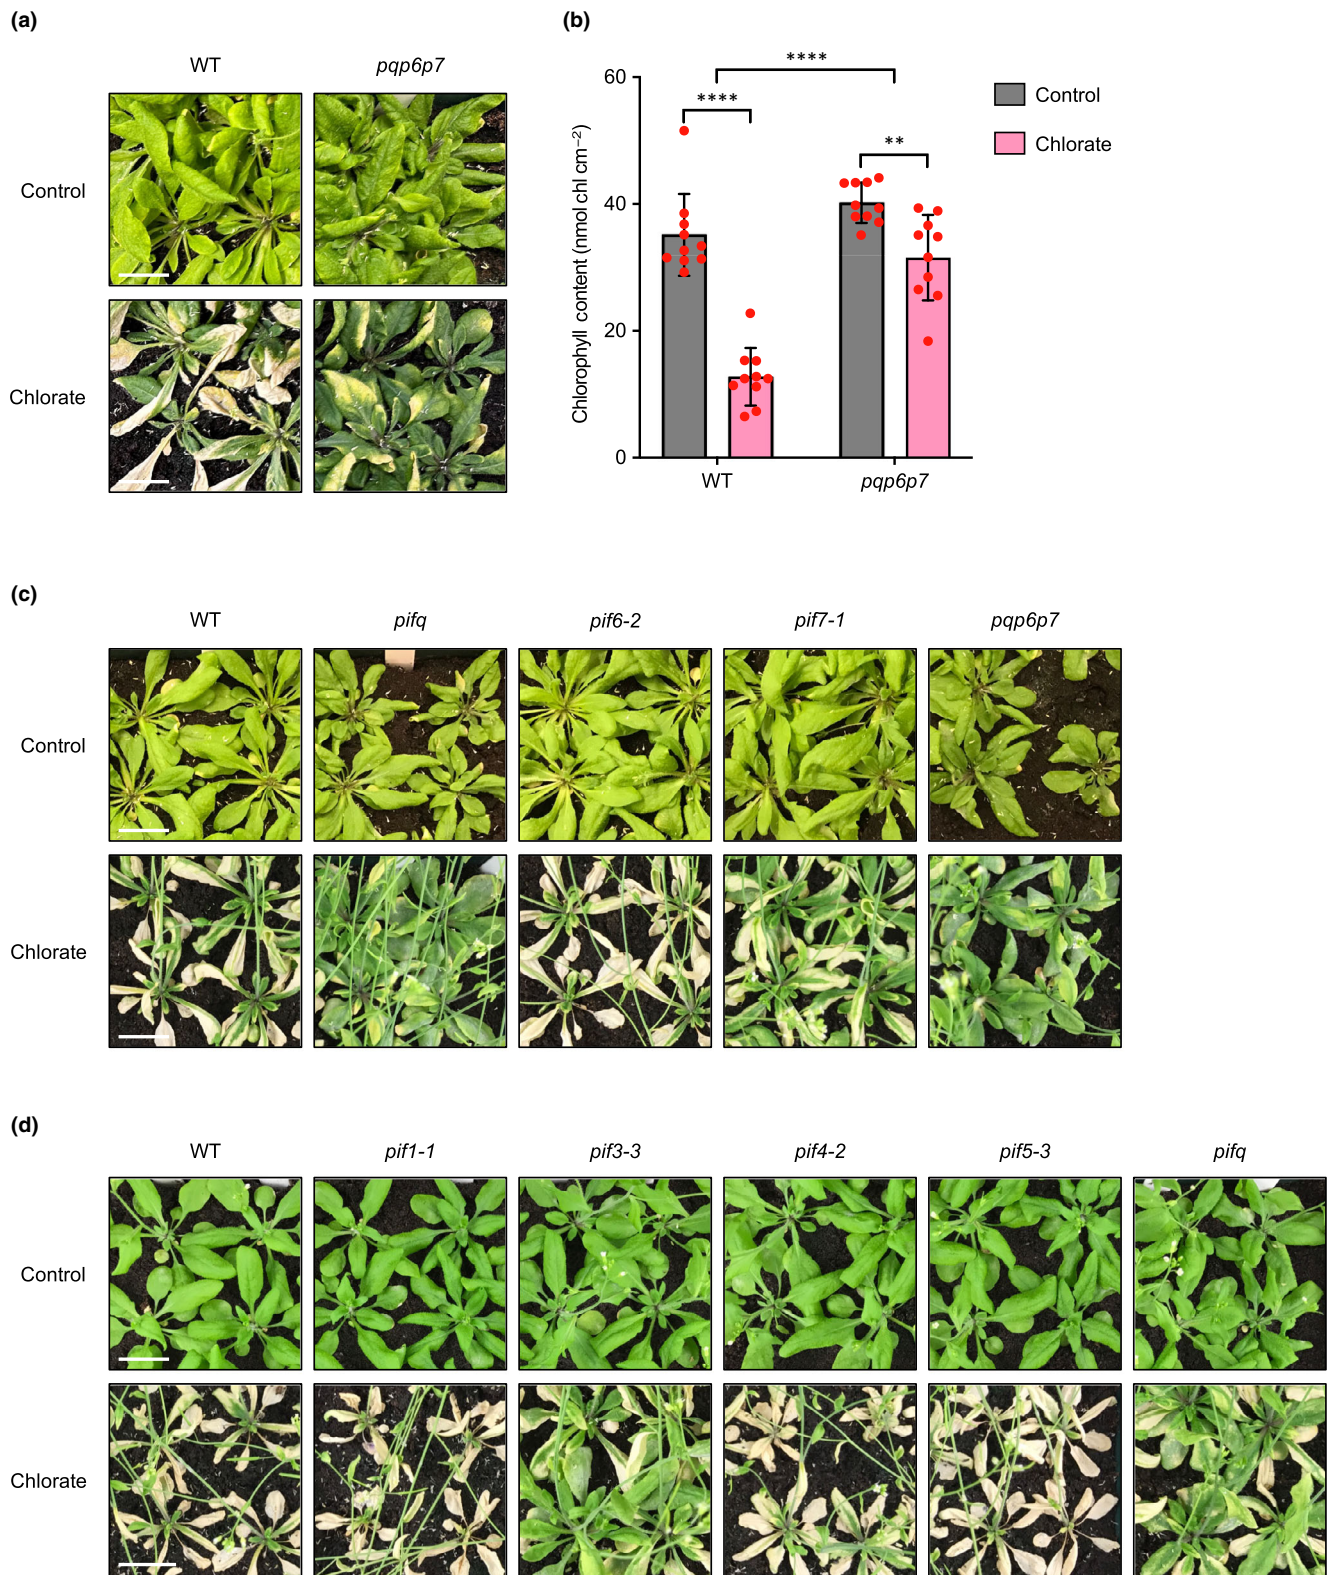 (a)
(b)
WT pqp6p7
Control
Chlorate
Chlorophyll content (nmol chl cm⁻²)
60
40
20
0
****
****
**
Control
Chlorate
WT pqp6p7
(c)
WT pifq pif6-2 pif7-1 pqp6p7
Control
Chlorate
(d)
WT pif1-1 pif3-3 pif4-2 pif5-3 pifq
Control
Chlorate